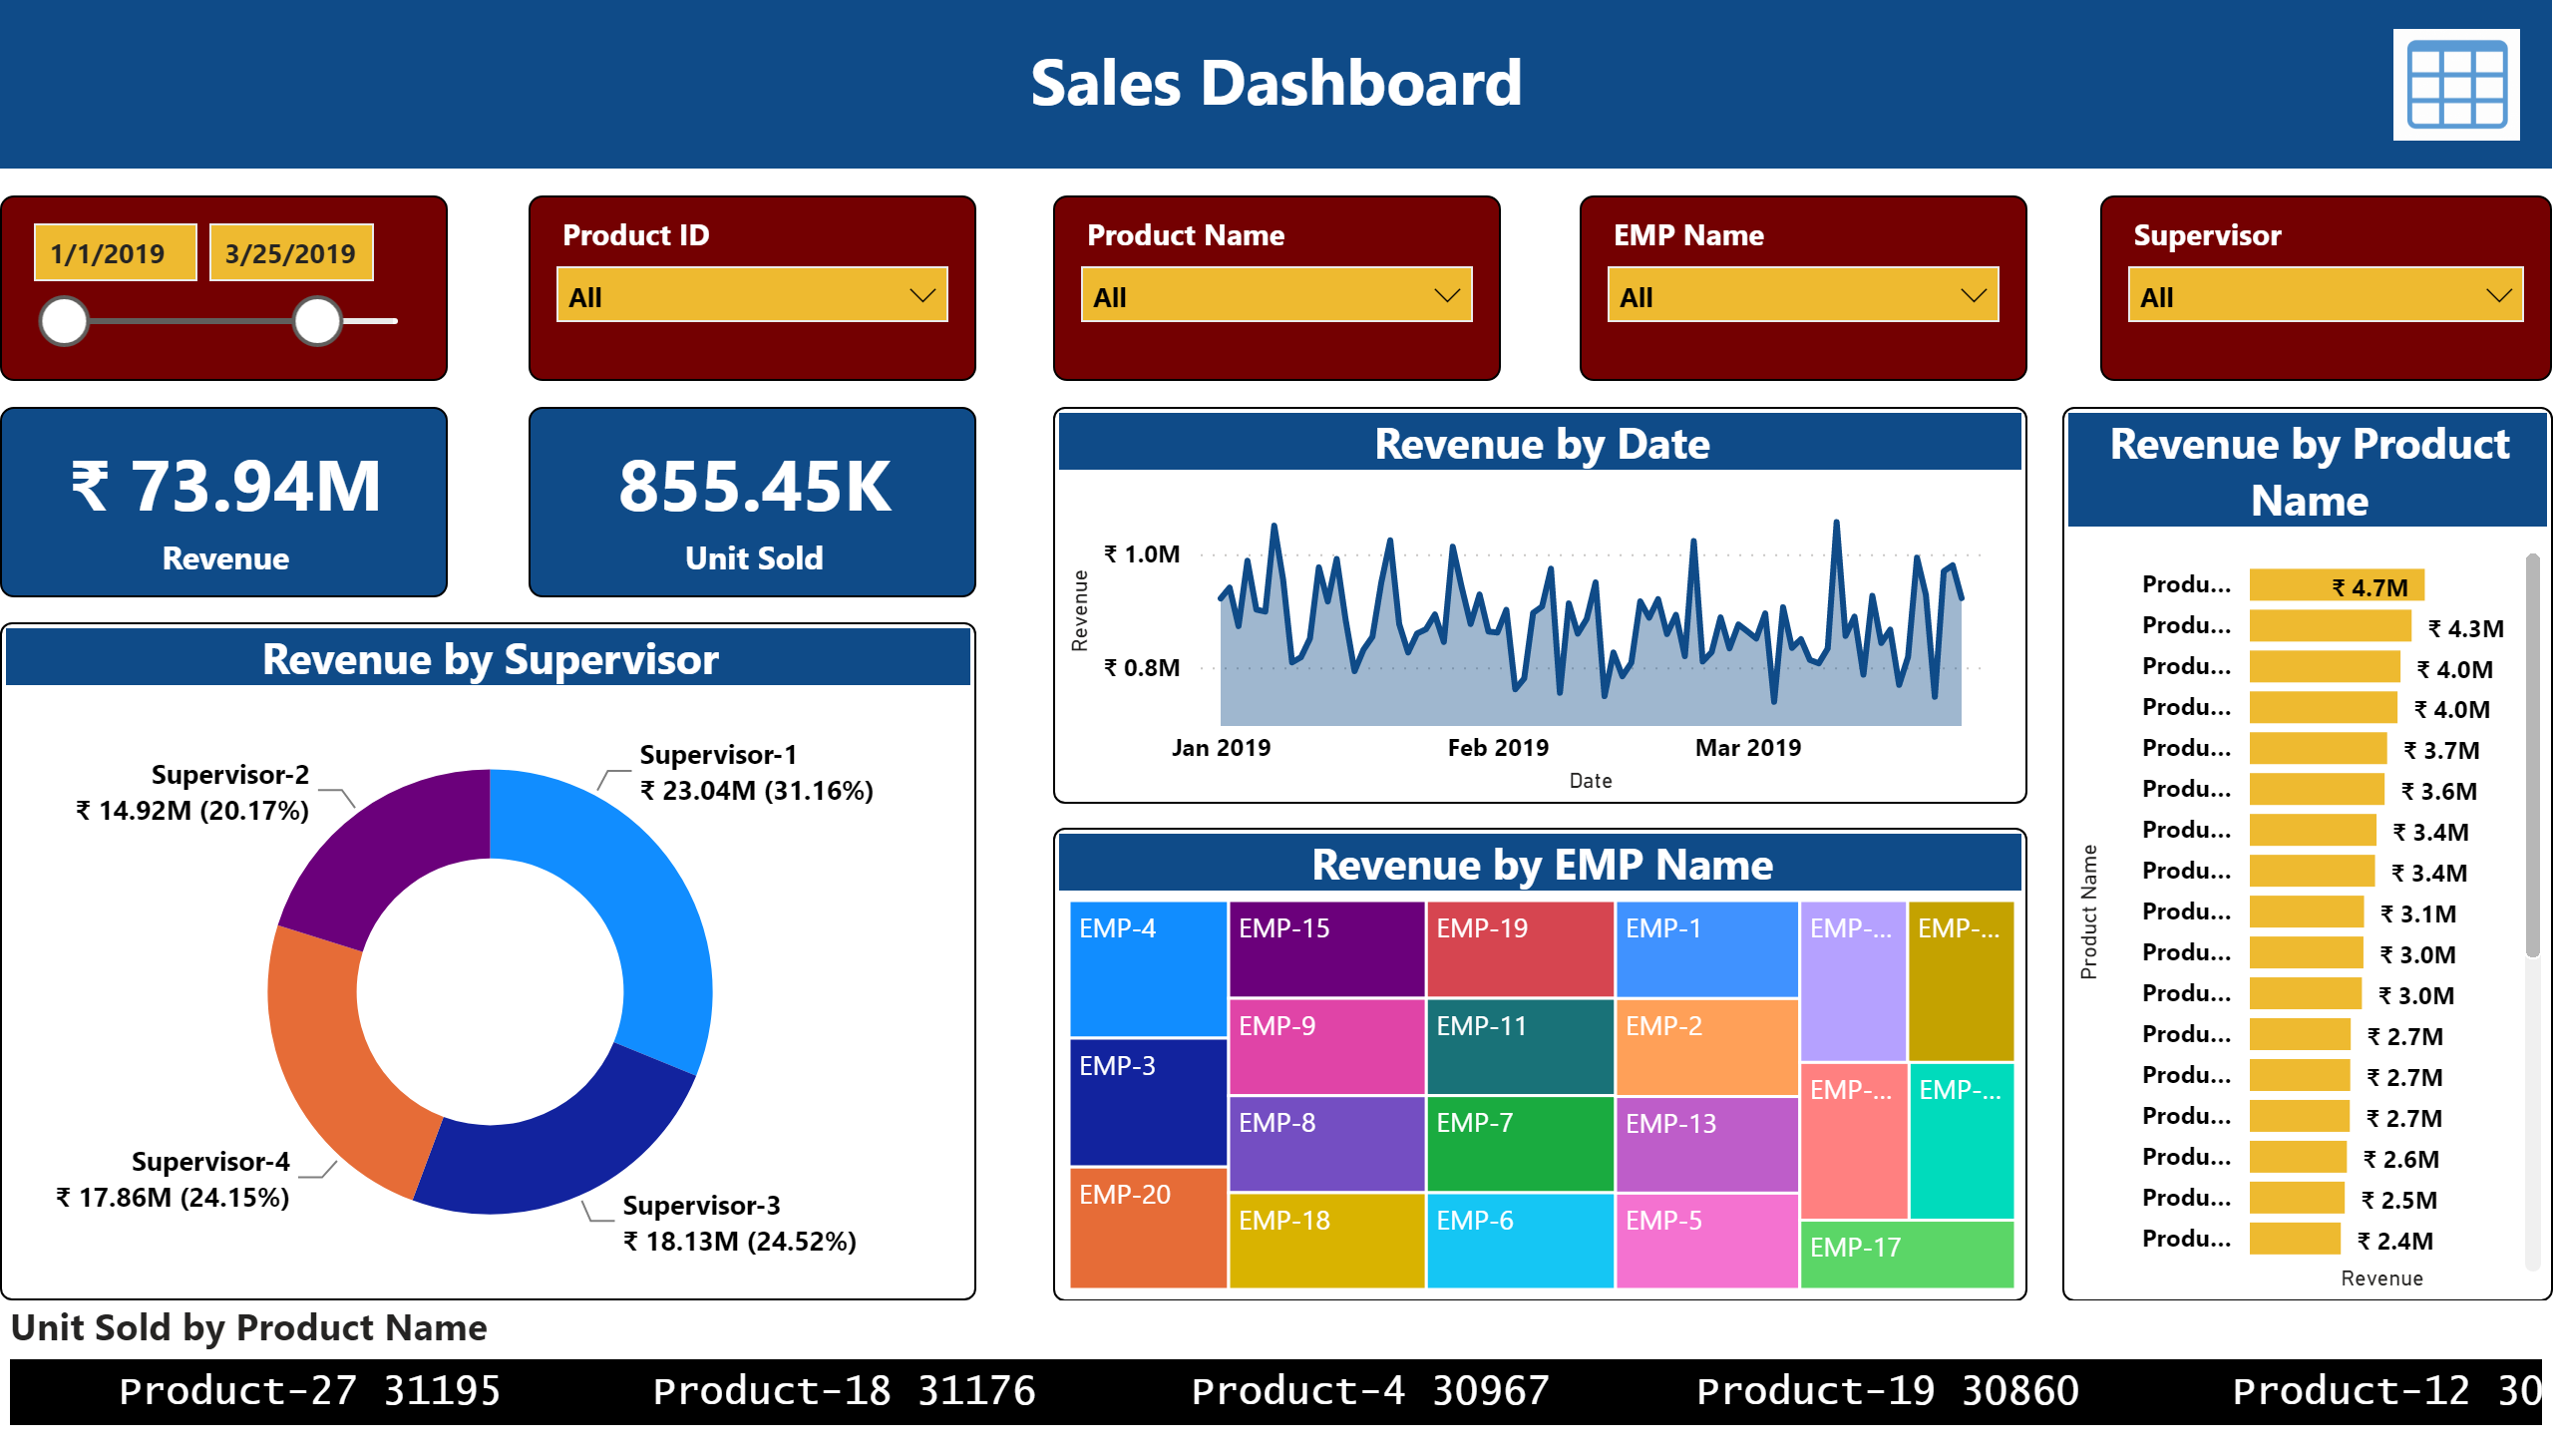 Sales Dashboard
1/1/2019 3/25/2019
Product ID
All
Product Name
All
EMP Name
All
Supervisor
All
₹ 73.94M
Revenue
855.45K
Unit Sold
Revenue by Supervisor
Supervisor-1
₹ 23.04M (31.16%)
Supervisor-2
₹ 14.92M (20.17%)
Supervisor-4
₹ 17.86M (24.15%)
Supervisor-3
₹ 18.13M (24.52%)
Revenue by Date
Revenue
₹ 1.0M
₹ 0.8M
Jan 2019 Feb 2019 Mar 2019
Date
Revenue by EMP Name
EMP-4
EMP-3
EMP-20
EMP-15
EMP-9
EMP-8
EMP-18
EMP-19
EMP-11
EMP-7
EMP-6
EMP-1
EMP-2
EMP-13
EMP-5
EMP-...
EMP-...
EMP-...
EMP-...
EMP-17
Revenue by Product
Name
Product Name
Produ... ₹ 4.7M
Produ... ₹ 4.3M
Produ... ₹ 4.0M
Produ... ₹ 4.0M
Produ... ₹ 3.7M
Produ... ₹ 3.6M
Produ... ₹ 3.4M
Produ... ₹ 3.4M
Produ... ₹ 3.1M
Produ... ₹ 3.0M
Produ... ₹ 3.0M
Produ... ₹ 2.7M
Produ... ₹ 2.7M
Produ... ₹ 2.7M
Produ... ₹ 2.6M
Produ... ₹ 2.5M
Produ... ₹ 2.4M
Revenue
Unit Sold by Product Name
Product-27 31195 Product-18 31176 Product-4 30967 Product-19 30860 Product-12 30